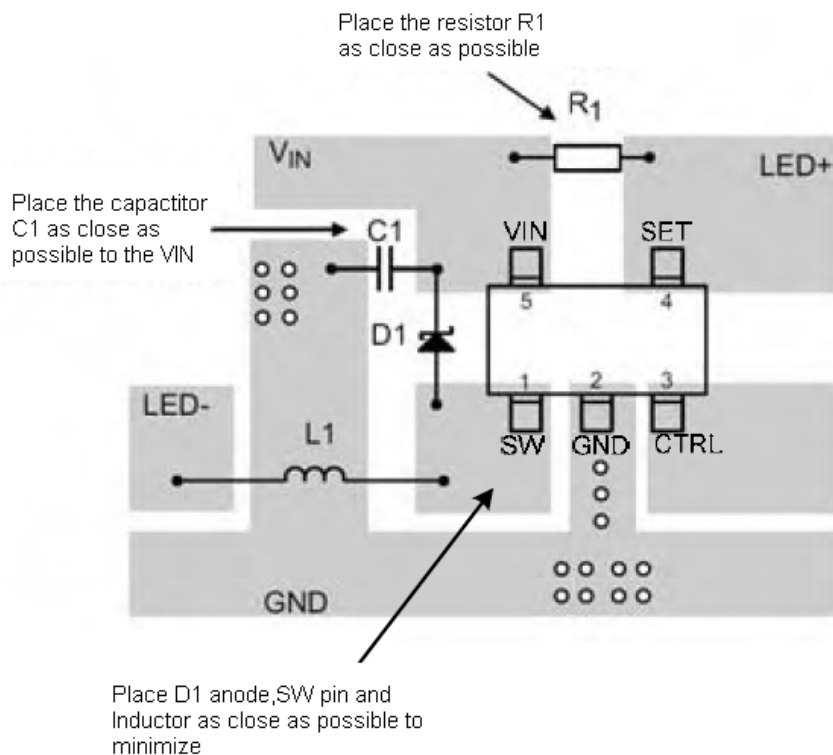 Place the resistor R1
as close as possible
R1
VIN
LED+
Place the capactitor
C1 as close as
possible to the VIN
C1
VIN
SET
5
4
D1
1
2
3
LED-
SW
GND
CTRL
L1
GND
Place D1 anode,SW pin and
Inductor as close as possible to
minimize